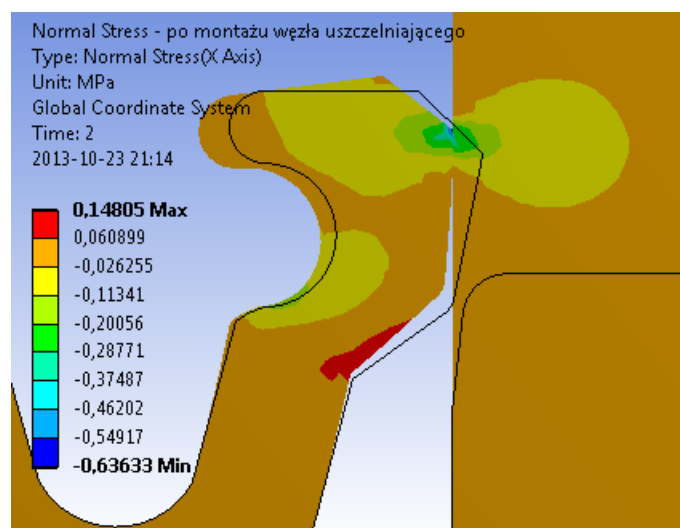 Normal Stress - po montażu węzła uszczelniającego
Type: Normal Stress(X Axis)
Unit: MPa
Global Coordinate System
Time: 2
2013-10-23 21:14
0,14805 Max
0,060899
-0,026255
-0,11341
-0,20056
-0,28771
-0,37487
-0,46202
-0,54917
-0,63633 Min